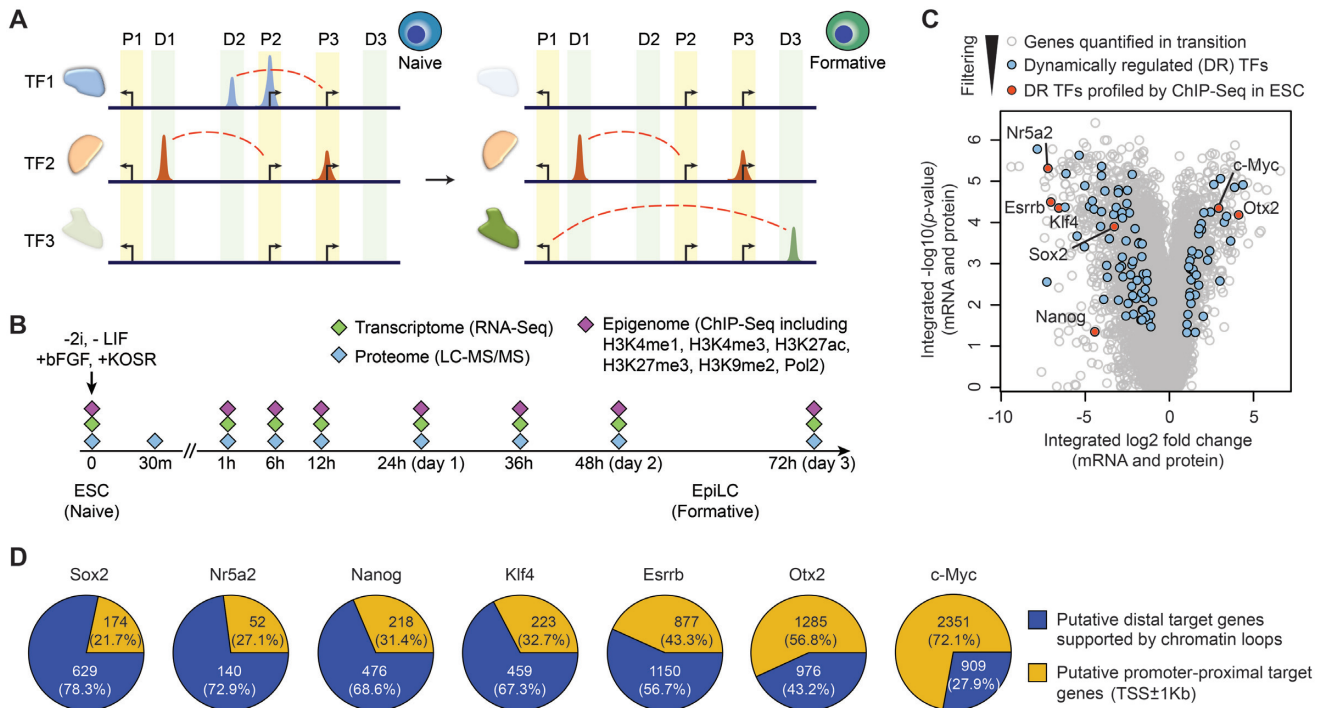 A
P1 D1 D2 P2 P3 D3
Naive
P1 D1 D2 P2 P3 D3
Formative
TF1
TF2
TF3
B
-2i, - LIF
+bFGF, +KOSR
Transcriptome (RNA-Seq)
Proteome (LC-MS/MS)
Epigenome (ChIP-Seq including
H3K4me1, H3K4me3, H3K27ac,
H3K27me3, H3K9me2, Pol2)
0 30m 1h 6h 12h 24h (day 1) 36h 48h (day 2) 72h (day 3)
ESC
(Naive)
EpiLC
(Formative)
C
Filtering
Genes quantified in transition
Dynamically regulated (DR) TFs
DR TFs profiled by ChIP-Seq in ESC
Integrated -log10(p-value)
(mRNA and protein)
6
5
4
3
2
1
0
Nr5a2
c-Myc
Esrrb
Klf4
Otx2
Sox2
Nanog
-10 -5 0 5
Integrated log2 fold change
(mRNA and protein)
D
Sox2
174
(21.7%)
629
(78.3%)
Nr5a2
52
(27.1%)
140
(72.9%)
Nanog
218
(31.4%)
476
(68.6%)
Klf4
223
(32.7%)
459
(67.3%)
Esrrb
877
(43.3%)
1150
(56.7%)
Otx2
1285
(56.8%)
976
(43.2%)
c-Myc
2351
(72.1%)
909
(27.9%)
Putative distal target genes
supported by chromatin loops
Putative promoter-proximal target
genes (TSS±1Kb)